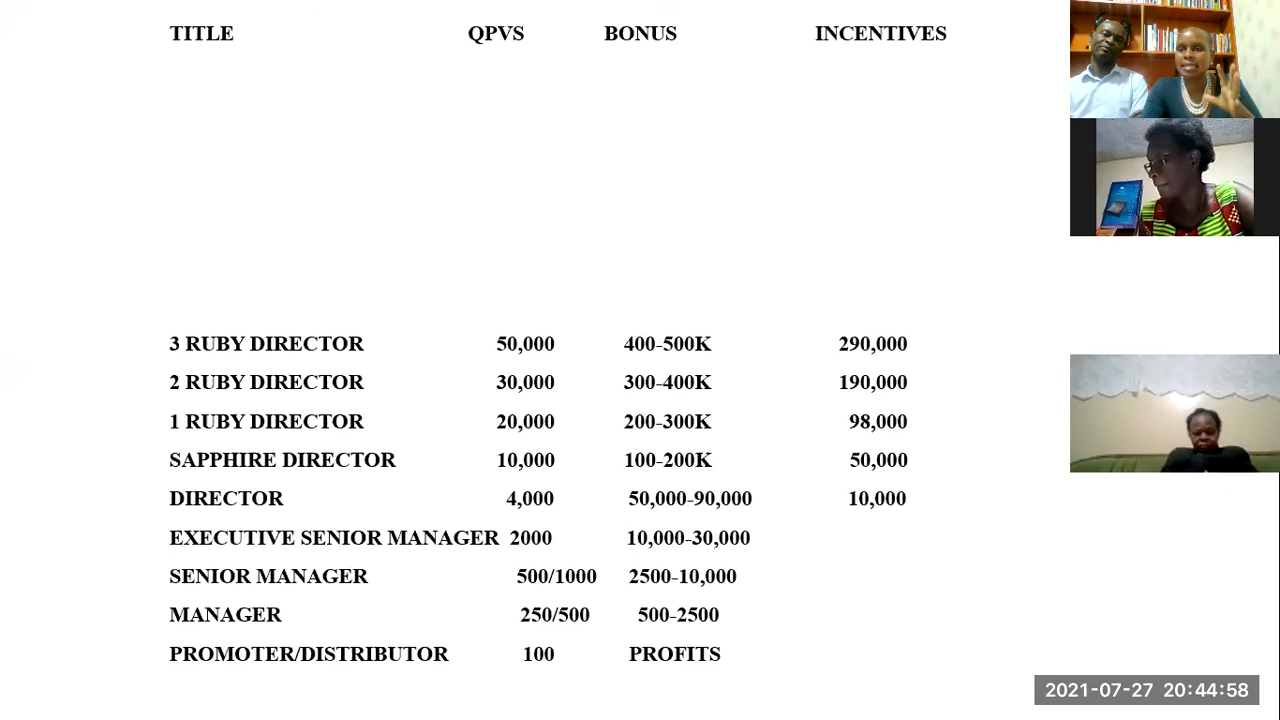 TITLE QPVS BONUS INCENTIVES
3 RUBY DIRECTOR 50,000 400-500K 290,000
2 RUBY DIRECTOR 30,000 300-400K 190,000
1 RUBY DIRECTOR 20,000 200-300K 98,000
SAPPHIRE DIRECTOR 10,000 100-200K 50,000
DIRECTOR 4,000 50,000-90,000 10,000
EXECUTIVE SENIOR MANAGER 2000 10,000-30,000
SENIOR MANAGER 500/1000 2500-10,000
MANAGER 250/500 500-2500
PROMOTER/DISTRIBUTOR 100 PROFITS
2021-07-27 20:44:58